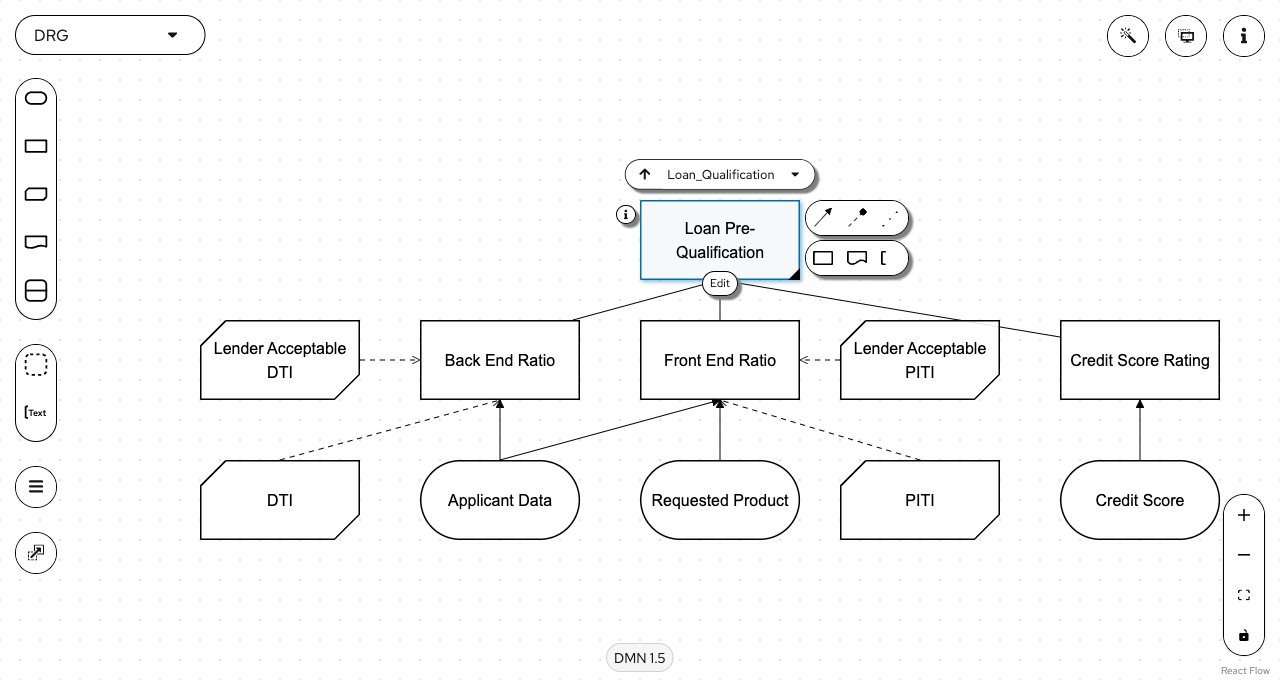 DRG
Loan_Qualification
Loan Pre-
Qualification
Edit
Lender Acceptable
DTI
Back End Ratio
Front End Ratio
Lender Acceptable
PITI
Credit Score Rating
Text
DTI
Applicant Data
Requested Product
PITI
Credit Score
DMN 1.5
React Flow